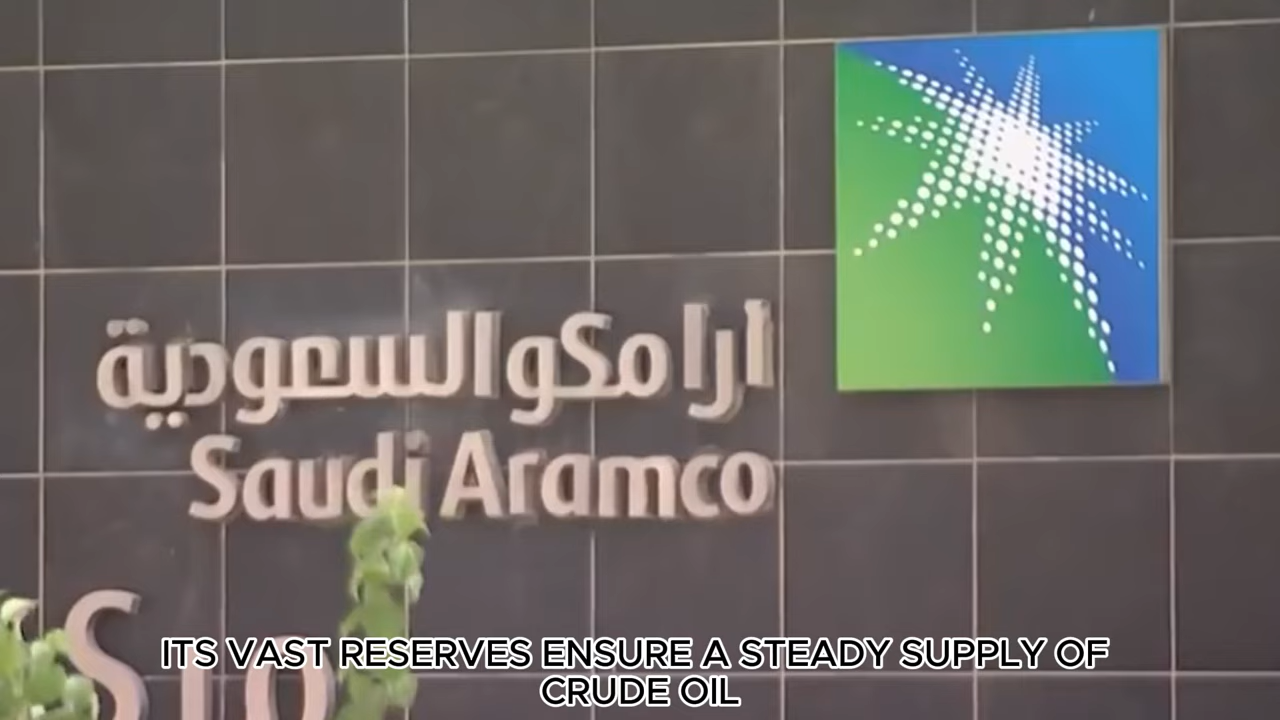 ارامكو السعودية
Saudi Aramco
ITS VAST RESERVES ENSURE A STEADY SUPPLY OF
CRUDE OIL